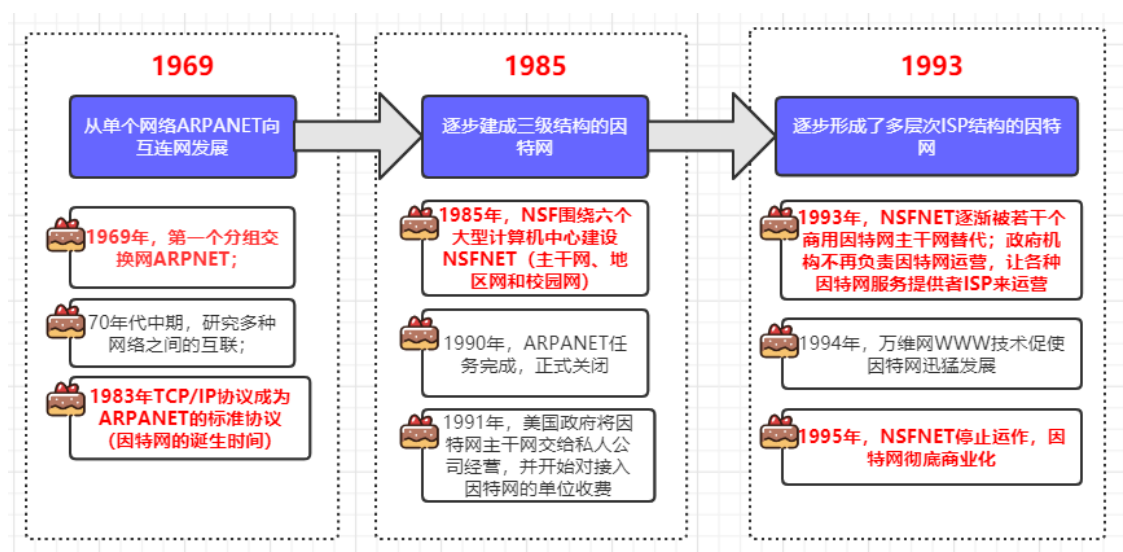 1969
从单个网络ARPANET向
互连网发展
1969年，第一个分组交
换网ARPNET；
70年代中期，研究多种
网络之间的互联；
1983年TCP/IP协议成为
ARPANET的标准协议
（因特网的诞生时间）
1985
逐步建成三级结构的因
特网
1985年，NSF围绕六个
大型计算机中心建设
NSFNET（主干网、地
区网和校园网）
1990年，ARPANET任
务完成，正式关闭
1991年，美国政府将因
特网主干网交给私人公
司经营，并开始对接入
因特网的单位收费
1993
逐步形成了多层次ISP结构的因特
网
1993年，NSFNET逐渐被若干个
商用因特网主干网替代；政府机
构不再负责因特网运营，让各种
因特网服务提供者ISP来运营
1994年，万维网WWW技术促使
因特网迅猛发展
1995年，NSFNET停止运作，因
特网彻底商业化